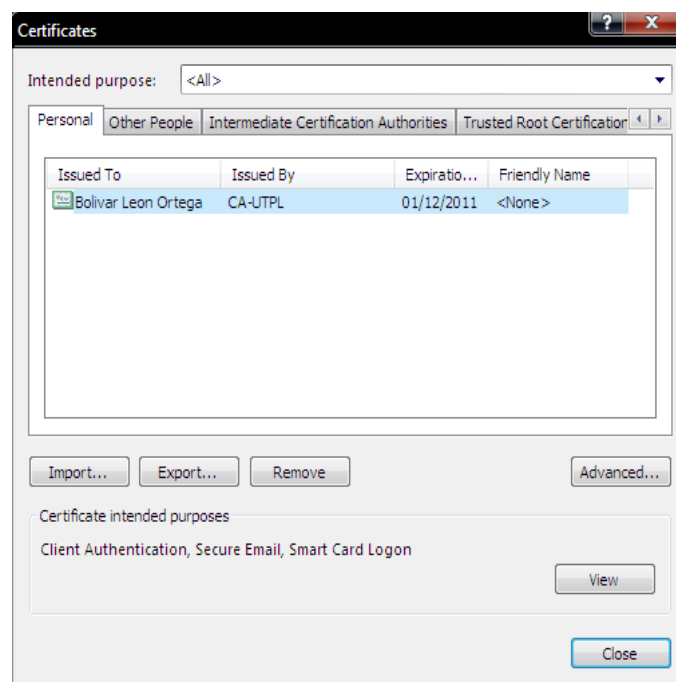 Certificates
Intended purpose: <All>
Personal Other People Intermediate Certification Authorities Trusted Root Certification
Issued To Issued By Expiratio... Friendly Name
Bolivar Leon Ortega CA-UTPL 01/12/2011 <None>
Import... Export... Remove Advanced...
Certificate intended purposes
Client Authentication, Secure Email, Smart Card Logon
View
Close